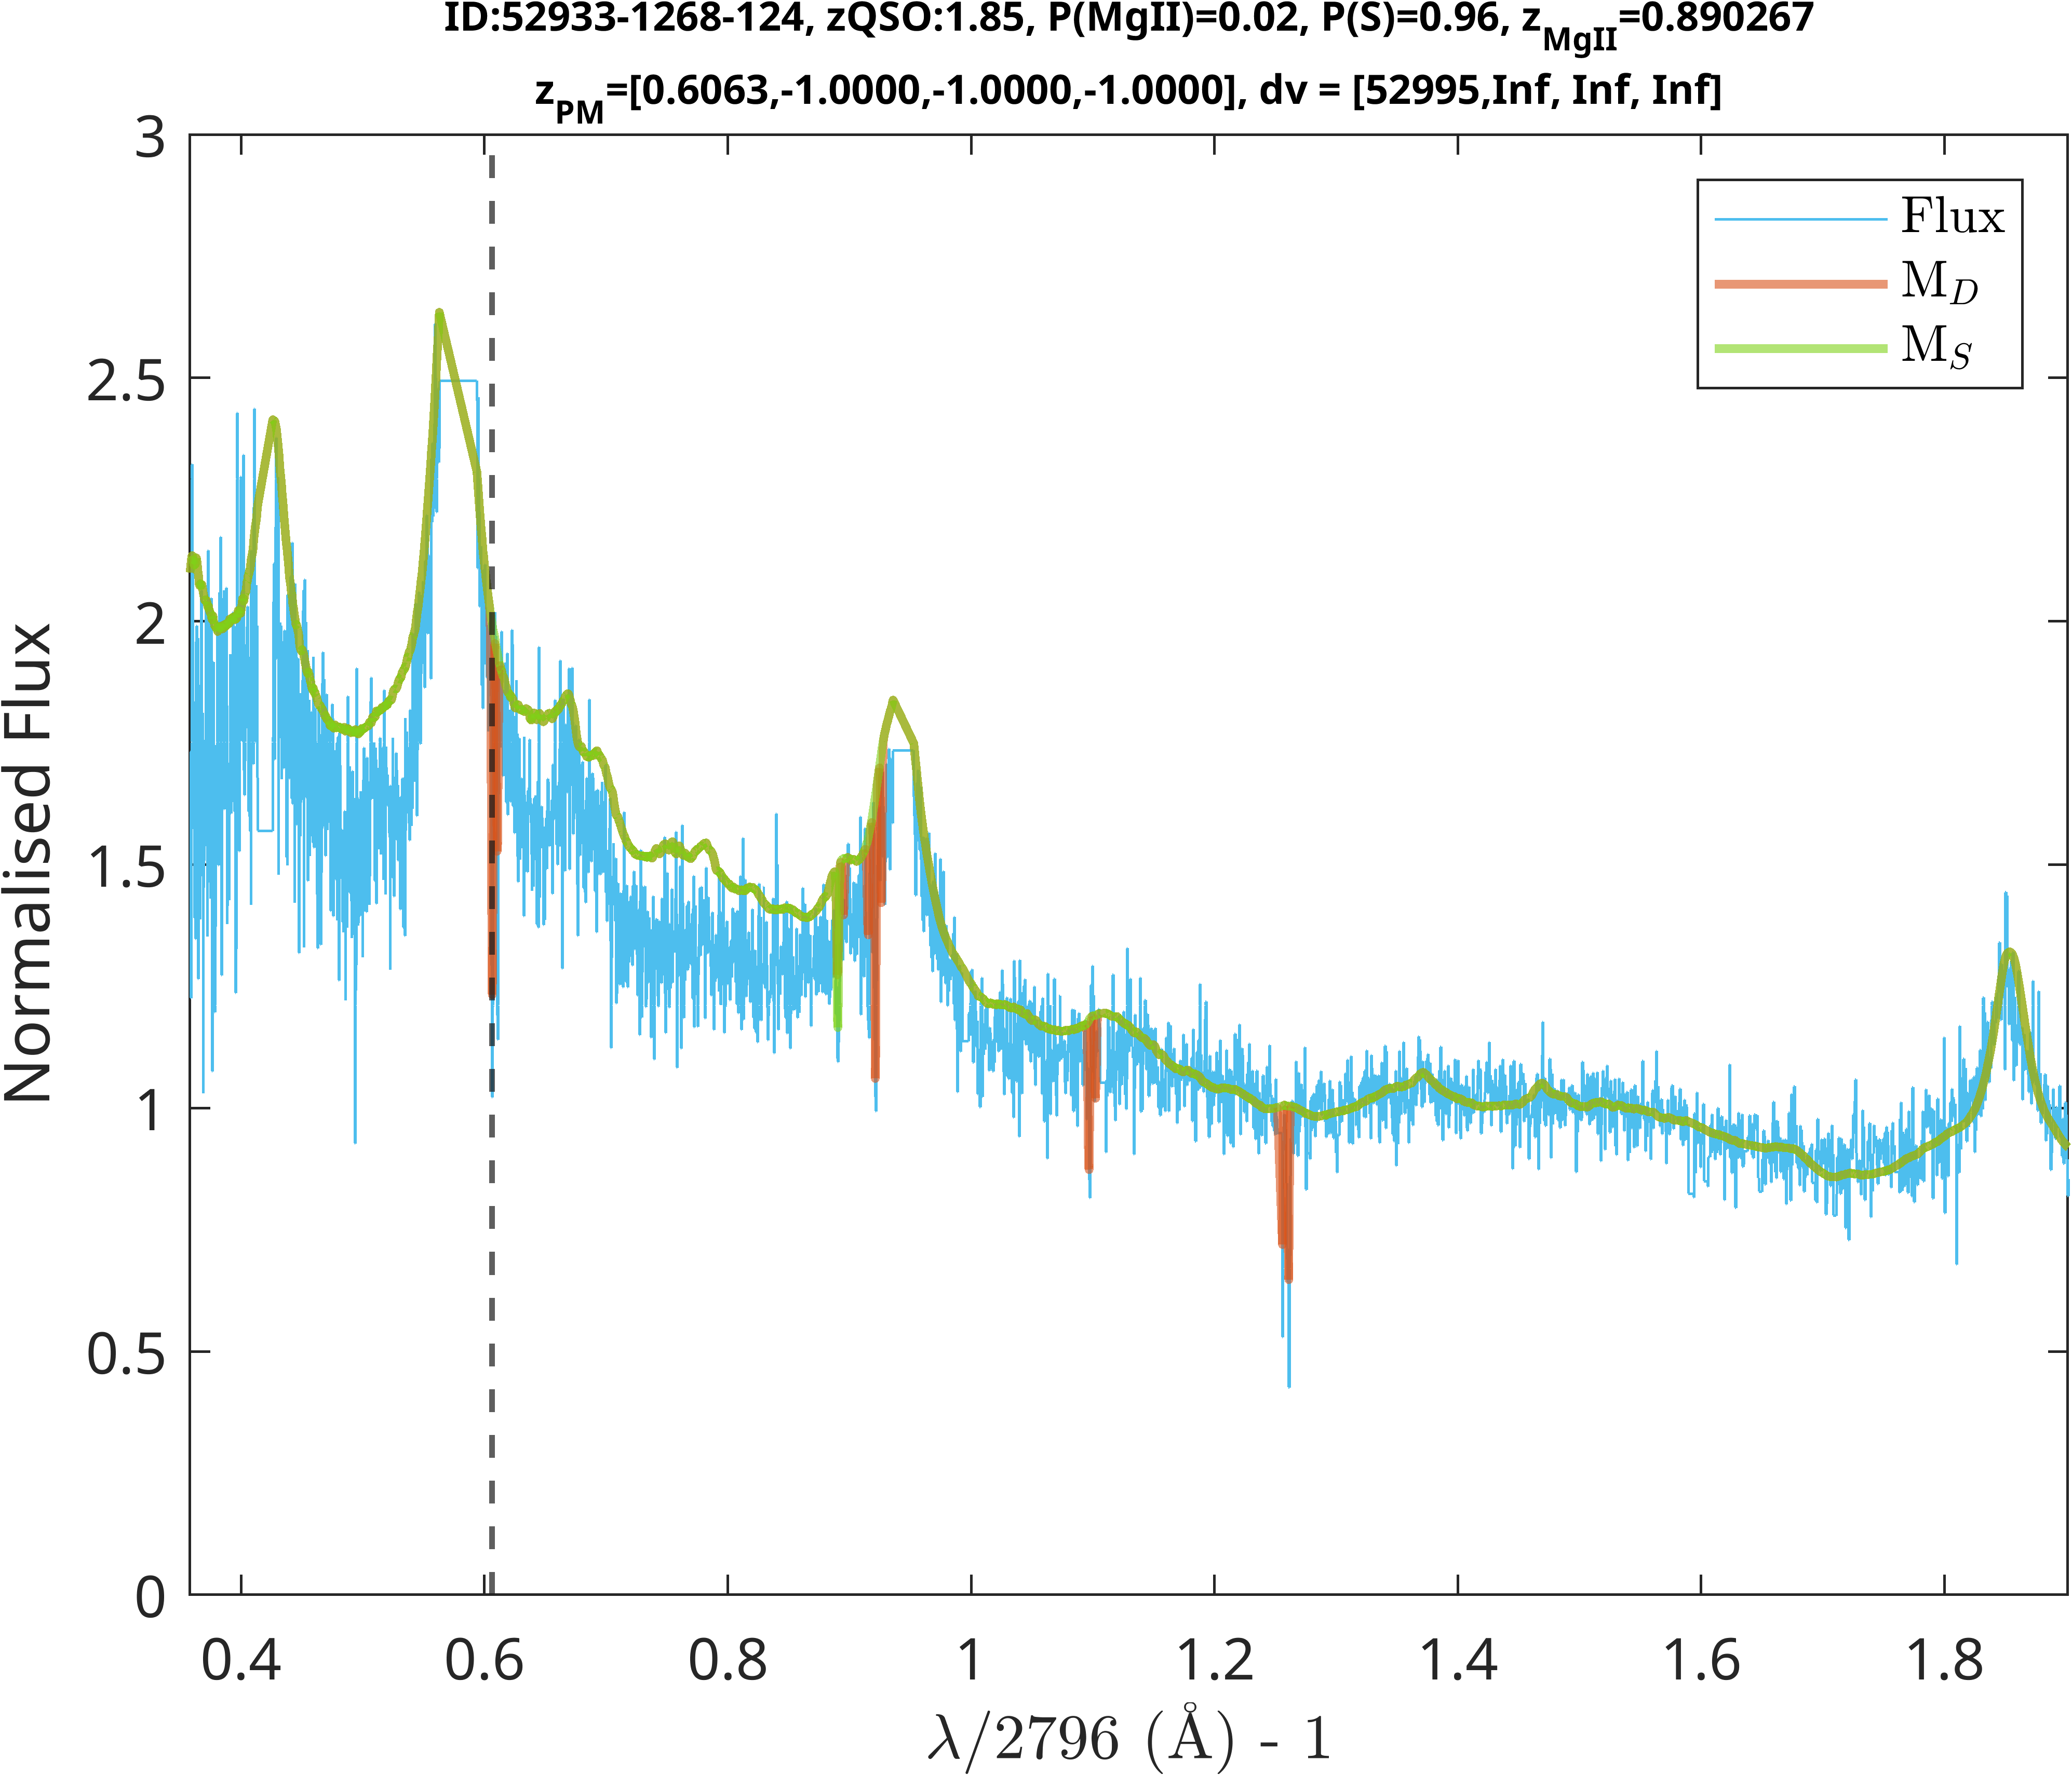 ID:52933-1268-124, zQSO:1.85, P(MgII)=0.02, P(S)=0.96, zMgII=0.890267
zPM=[0.6063,-1.0000,-1.0000,-1.0000], dv = [52995,Inf, Inf, Inf]
3
2.5
2
1.5
1
0.5
0
Normalised Flux
Flux
MD
MS
0.4 0.6 0.8 1 1.2 1.4 1.6 1.8
λ/2796 (Å) - 1